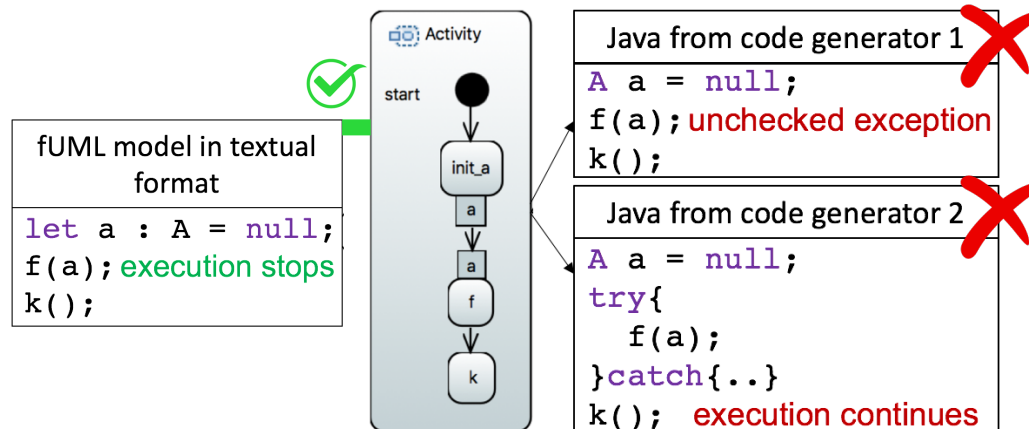 fUML model in textual
format
let a : A = null;
f(a); execution stops
k();
Activity
start
init_a
a
a
f
k
Java from code generator 1
A a = null;
f(a); unchecked exception
k();
Java from code generator 2
A a = null;
try{
f(a);
}catch{..}
k(); execution continues